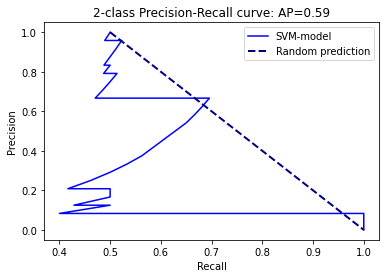 2-class Precision-Recall curve: AP=0.59
SVM-model
Random prediction
Precision
1.0
0.8
0.6
0.4
0.2
0.0
0.4 0.5 0.6 0.7 0.8 0.9 1.0
Recall